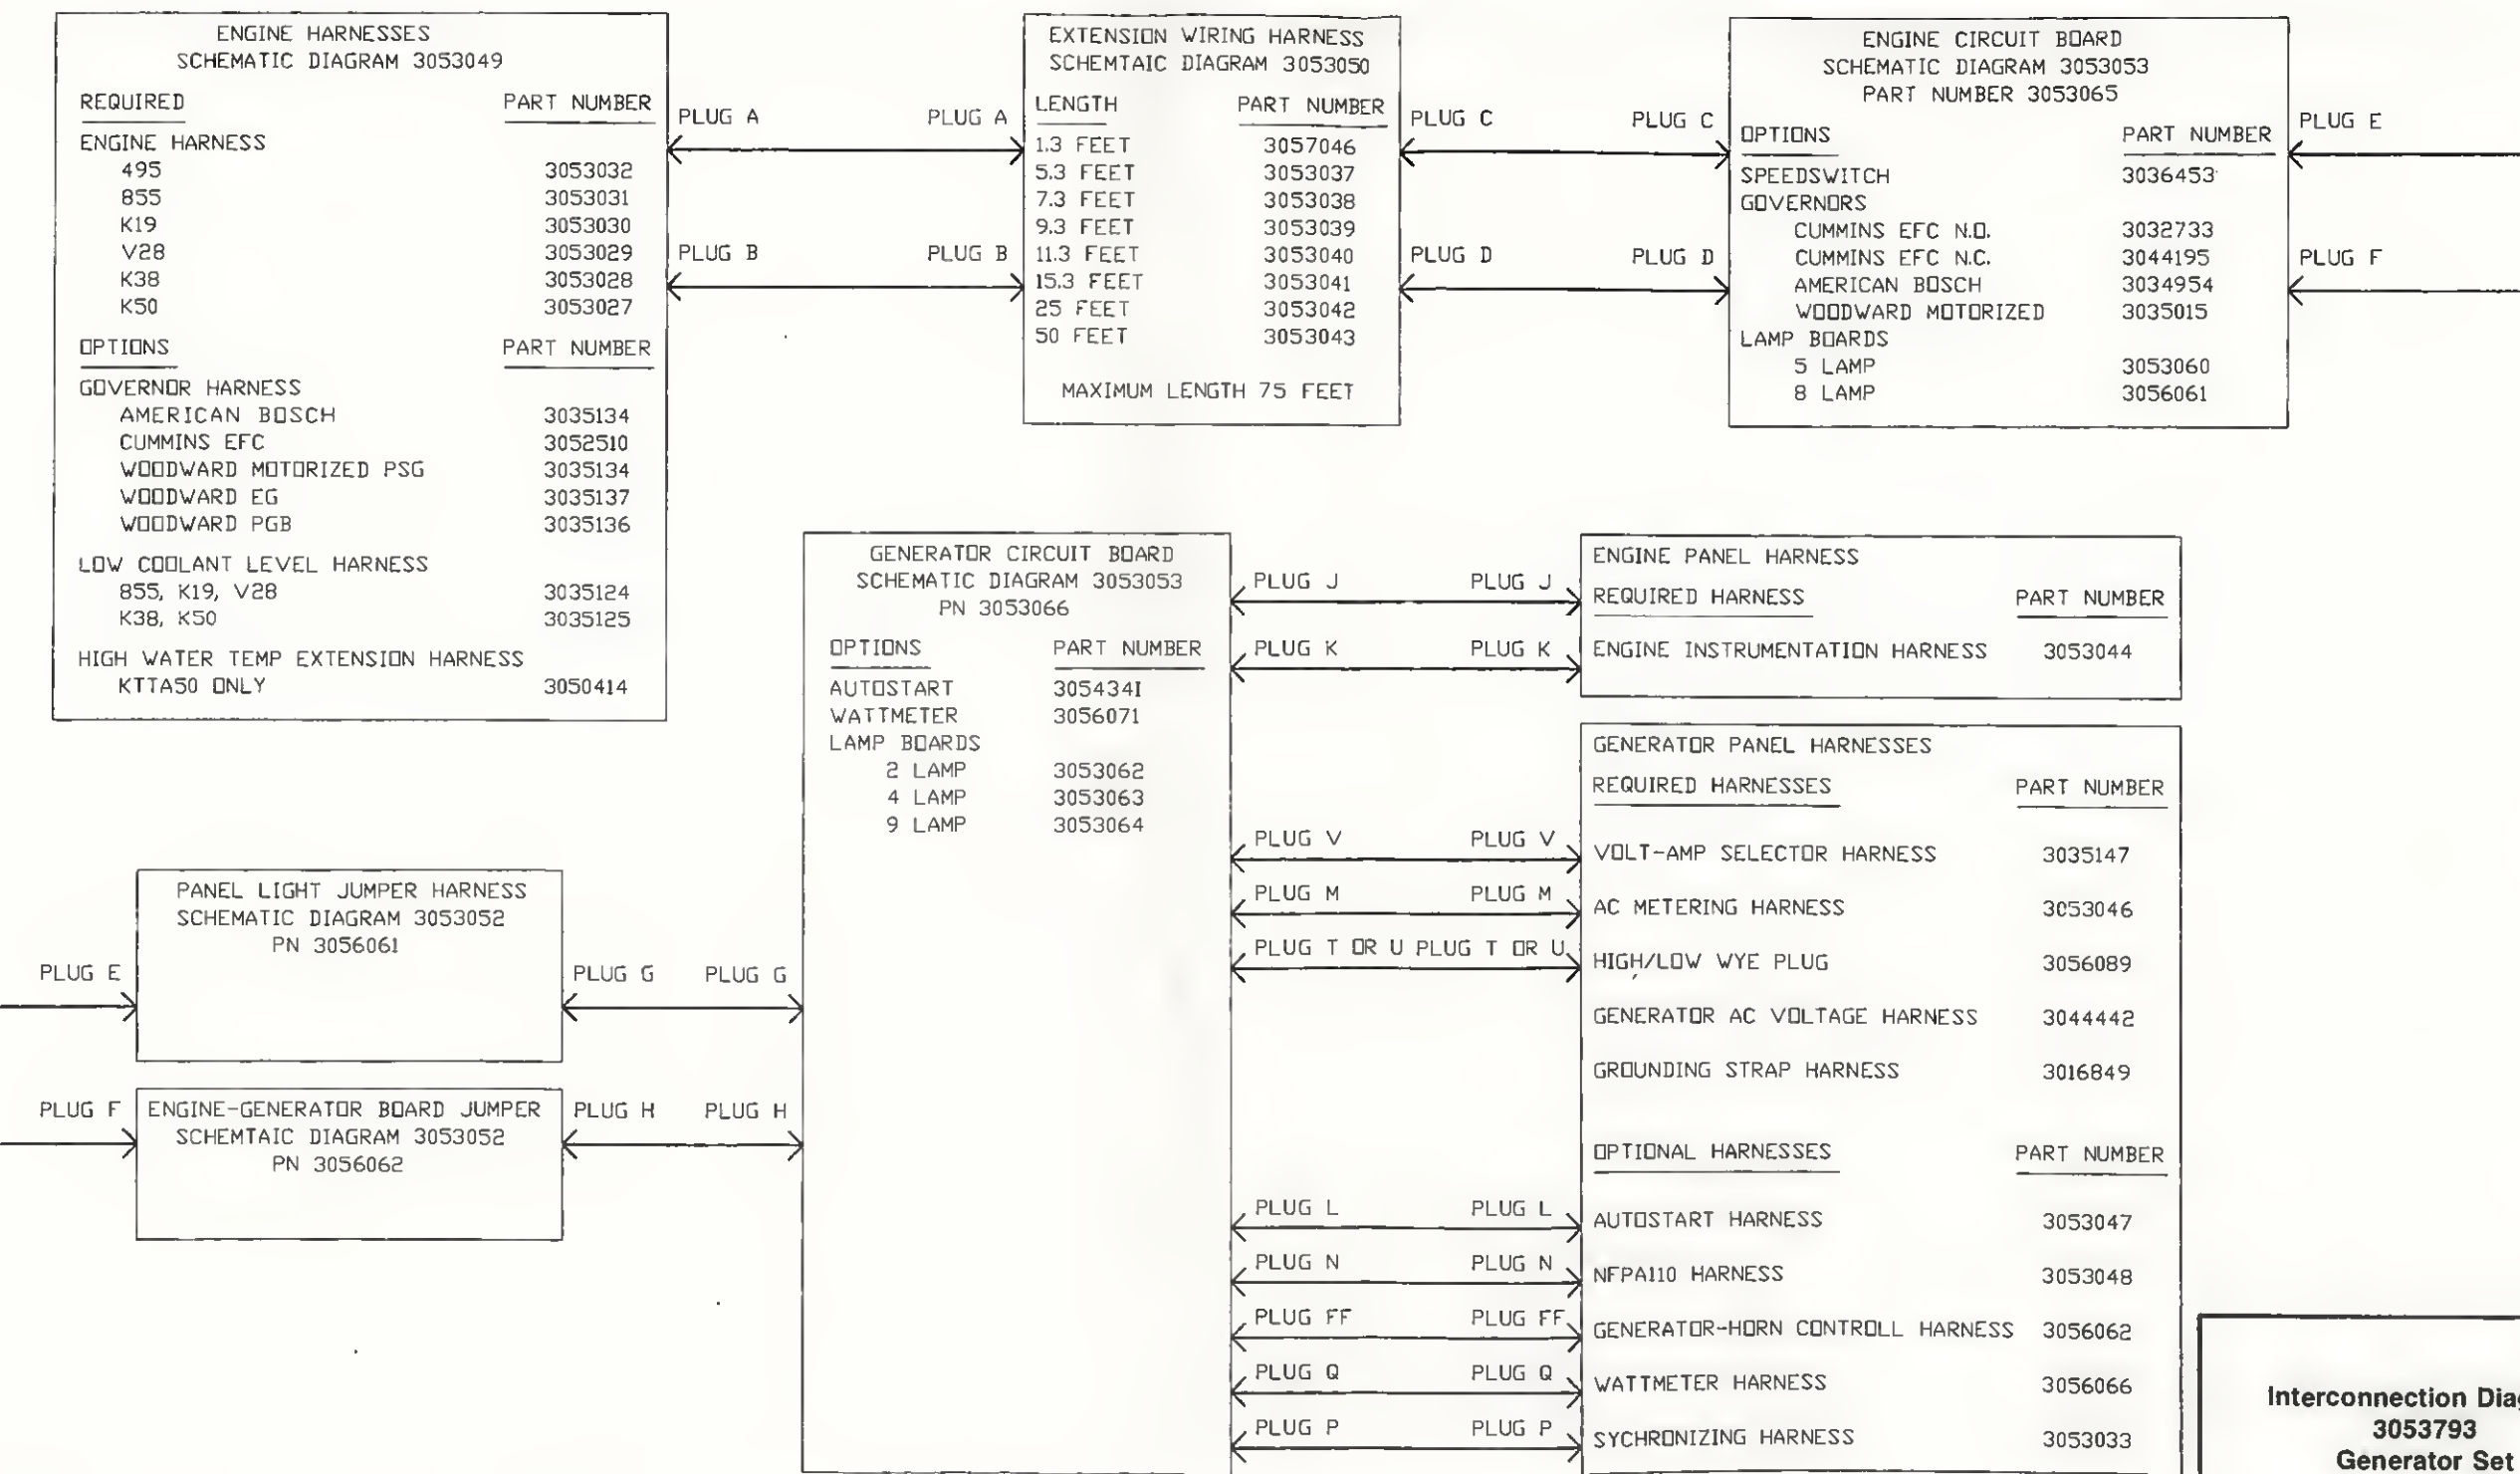 ENGINE HARNESSES
SCHEMATIC DIAGRAM 3053049
REQUIRED PART NUMBER
ENGINE HARNESS
495 3053032
855 3053031
K19 3053030
V28 3053029
K38 3053028
K50 3053027
OPTIONS PART NUMBER
GOVERNOR HARNESS
AMERICAN BOSCH 3035134
CUMMINS EFC 3052510
WOODWARD MOTORIZED PSG 3035134
WOODWARD EG 3035137
WOODWARD PGB 3035136
LOW COOLANT LEVEL HARNESS
855, K19, V28 3035124
K38, K50 3035125
HIGH WATER TEMP EXTENSION HARNESS
KTTA50 ONLY 3050414
PLUG A PLUG A
PLUG B PLUG B
EXTENSION WIRING HARNESS
SCHEMTAIC DIAGRAM 3053050
LENGTH PART NUMBER
1.3 FEET 3057046
5.3 FEET 3053037
7.3 FEET 3053038
9.3 FEET 3053039
11.3 FEET 3053040
15.3 FEET 3053041
25 FEET 3053042
50 FEET 3053043
MAXIMUM LENGTH 75 FEET
PLUG C PLUG C
PLUG D PLUG D
ENGINE CIRCUIT BOARD
SCHEMATIC DIAGRAM 3053053
PART NUMBER 3053065
OPTIONS PART NUMBER
SPEEDSWITCH 3036453
GOVERNORS
CUMMINS EFC N.O. 3032733
CUMMINS EFC N.C. 3044195
AMERICAN BOSCH 3034954
WOODWARD MOTORIZED 3035015
LAMP BOARDS
5 LAMP 3053060
8 LAMP 3056061
PLUG E
PLUG F
PLUG E
PANEL LIGHT JUMPER HARNESS
SCHEMATIC DIAGRAM 3053052
PN 3056061
PLUG G PLUG G
PLUG F
ENGINE-GENERATOR BOARD JUMPER
SCHEMTAIC DIAGRAM 3053052
PN 3056062
PLUG H PLUG H
GENERATOR CIRCUIT BOARD
SCHEMATIC DIAGRAM 3053053
PN 3053066
OPTIONS PART NUMBER
AUTOSTART 3054341
WATTMETER 3056071
LAMP BOARDS
2 LAMP 3053062
4 LAMP 3053063
9 LAMP 3053064
PLUG J PLUG J
PLUG K PLUG K
ENGINE PANEL HARNESS
REQUIRED HARNESS PART NUMBER
ENGINE INSTRUMENTATION HARNESS 3053044
GENERATOR PANEL HARNESSES
REQUIRED HARNESSES PART NUMBER
PLUG V PLUG V VOLT-AMP SELECTOR HARNESS 3035147
PLUG M PLUG M AC METERING HARNESS 3053046
PLUG T OR U PLUG T OR U HIGH/LOW WYE PLUG 3056089
GENERATOR AC VOLTAGE HARNESS 3044442
GROUNDING STRAP HARNESS 3016849
OPTIONAL HARNESSES PART NUMBER
PLUG L PLUG L AUTOSTART HARNESS 3053047
PLUG N PLUG N NFPA110 HARNESS 3053048
PLUG FF PLUG FF GENERATOR-HORN CONTROLL HARNESS 3056062
PLUG Q PLUG Q WATTMETER HARNESS 3056066
PLUG P PLUG P SYCHRONIZING HARNESS 3053033
Interconnection Dia
3053793
Generator Set